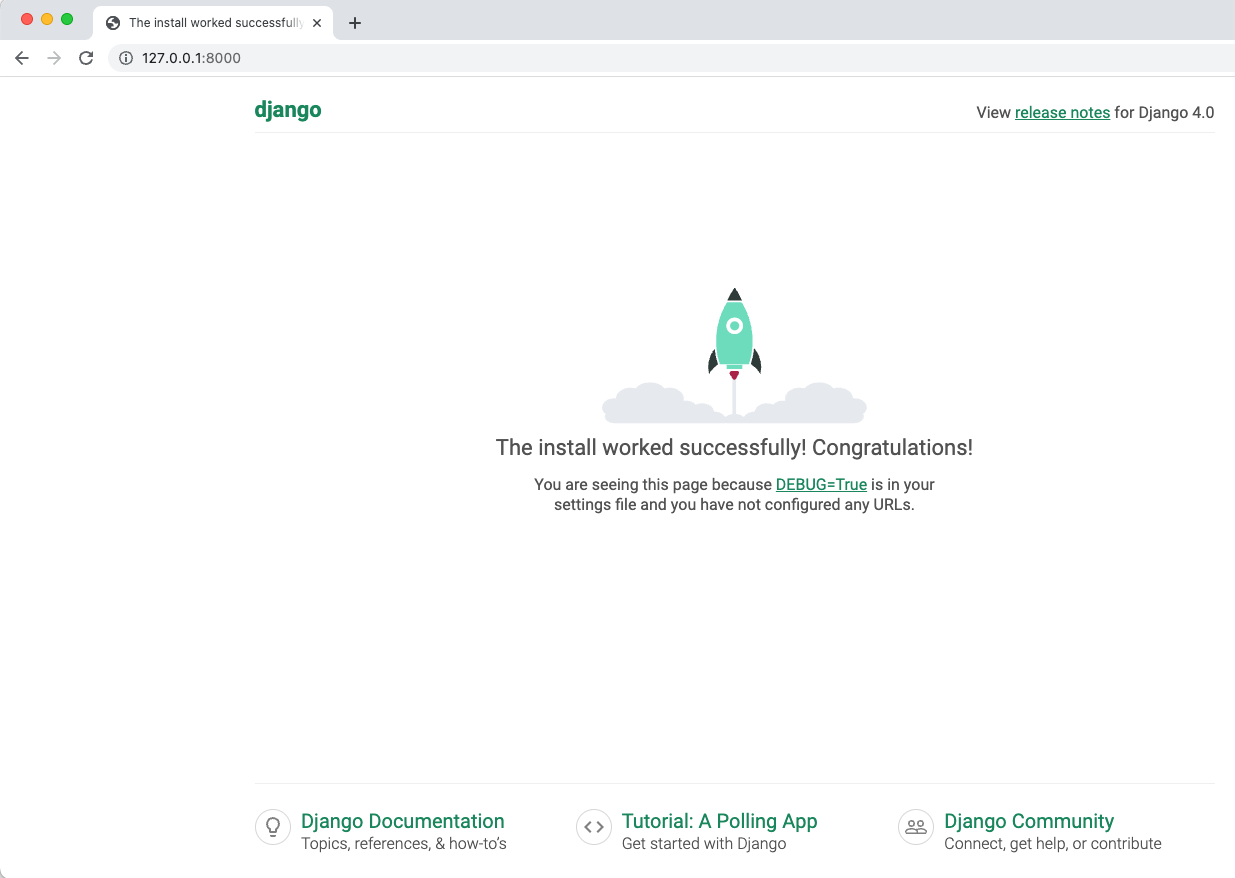 The install worked successfully
127.0.0.1:8000
django
View release notes for Django 4.0
The install worked successfully! Congratulations!
You are seeing this page because DEBUG=True is in your
settings file and you have not configured any URLs.
Django Documentation
Topics, references, & how-to’s
Tutorial: A Polling App
Get started with Django
Django Community
Connect, get help, or contribute